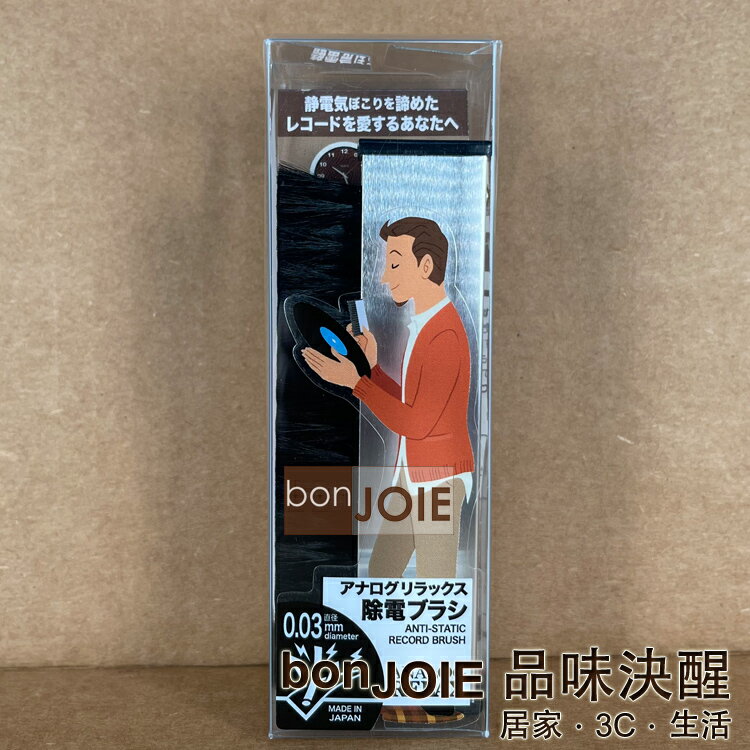 静電気ぼこりを諦めた
レコードを愛するあなたへ
bon JOIE
アナログリラックス
除電ブラシ
ANTI-STATIC
RECORD BRUSH
0.03 直径
mm
diameter
MADE IN
JAPAN
bonJOIE 品味決醒
居家・3C・生活